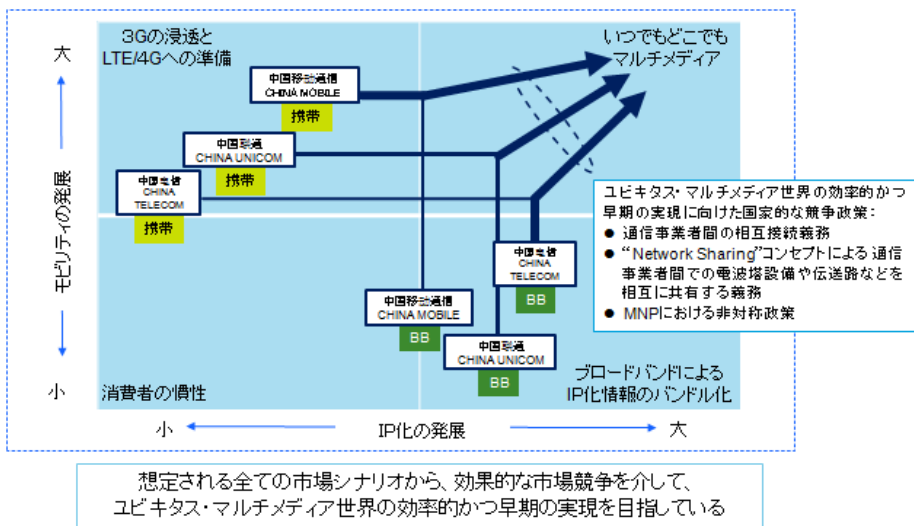 3Gの浸透と
LTE/4Gへの準備
いつでもどこでも
マルチメディア
大
モビリティの発展
小
中国移动通信
CHINA MOBILE
携帯
中国联通
CHINA UNICOM
携帯
中国电信
CHINA
TELECOM
携帯
ユビキタス・マルチメディア世界の効率的かつ
早期の実現に向けた国家的な競争政策：
● 通信事業者間の相互接続義務
● “Network Sharing”コンセプトによる通信
事業者間での電波塔設備や伝送路などを
相互に共有する義務
● MNPにおける非対称政策
中国电信
CHINA
TELECOM
BB
中国移动通信
CHINA MOBILE
BB
中国联通
CHINA UNICOM
BB
消費者の慣性
ブロードバンドによる
IP化情報のバンドル化
小
IP化の発展
大
想定される全ての市場シナリオから、効果的な市場競争を介して、
ユビキタス・マルチメディア世界の効率的かつ早期の実現を目指している